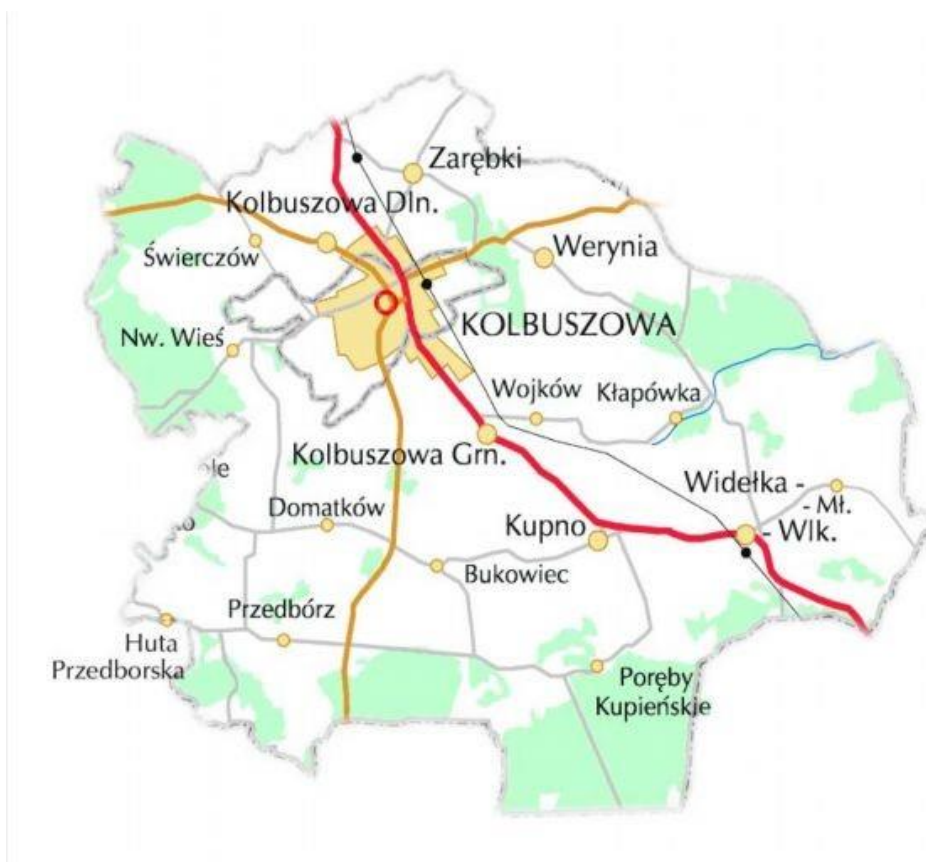 Zarębki
Kolbuszowa Dln.
Werynia
Świerczów
KOLBUSZOWA
Nw. Wieś
Wojków
Kłapówka
Kolbuszowa Grn.
Widełka -
- Mł.
Domatków
Kupno
- Wlk.
Bukowiec
Przedbórz
Huta
Przedborska
Poręby
Kupieńskie